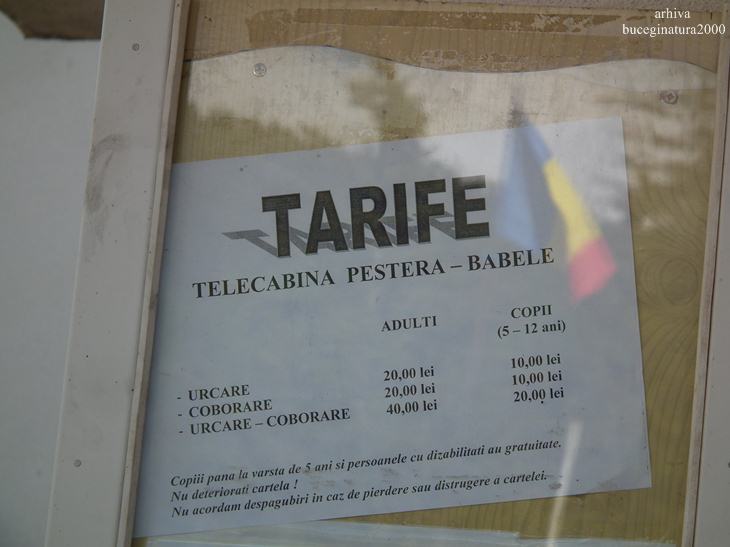 arhiva
buceginatura2000
TARIFE
TELECABINA PESTERA – BABELE
ADULTI COPII
(5 – 12 ani)
- URCARE 20,00 lei 10,00 lei
- COBORARE 20,00 lei 10,00 lei
- URCARE – COBORARE 40,00 lei 20,00 lei
Copiii pana la varsta de 5 ani si persoanele cu dizabilitati au gratuitate.
Nu deteriorati cartela !
Nu acordam despagubiri in caz de pierdere sau distrugere a cartelei.